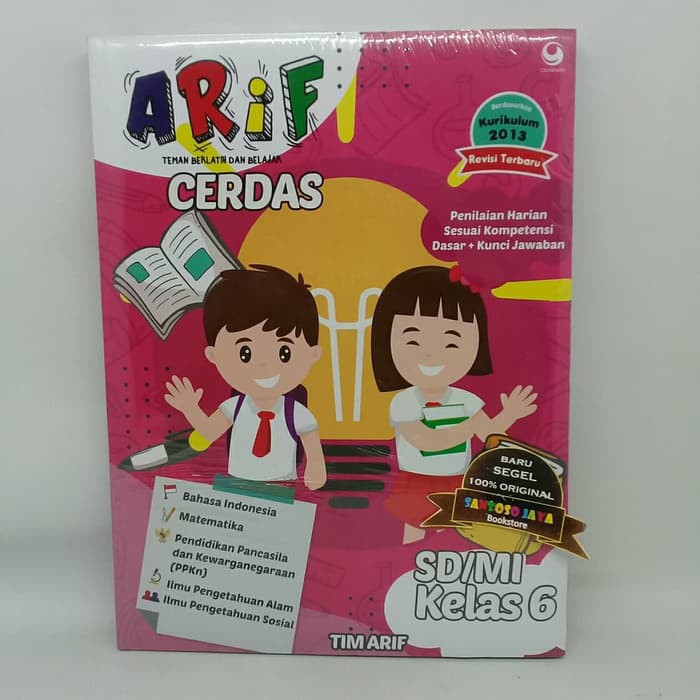 ARiF
TEMAN BERLATIH DAN BELAJAR
CERDAS
Berdasarkan
Kurikulum
2013
Revisi Terbaru
Penilaian Harian
Sesuai Kompetensi
Dasar + Kunci Jawaban
BARU
SEGEL
100% ORIGINAL
SANTOSO JAYA
Bookstore
Bahasa Indonesia
Matematika
Pendidikan Pancasila
dan Kewarganegaraan
(PPKn)
Ilmu Pengetahuan Alam
Ilmu Pengetahuan Sosial
SD/MI
Kelas 6
TIM ARIF